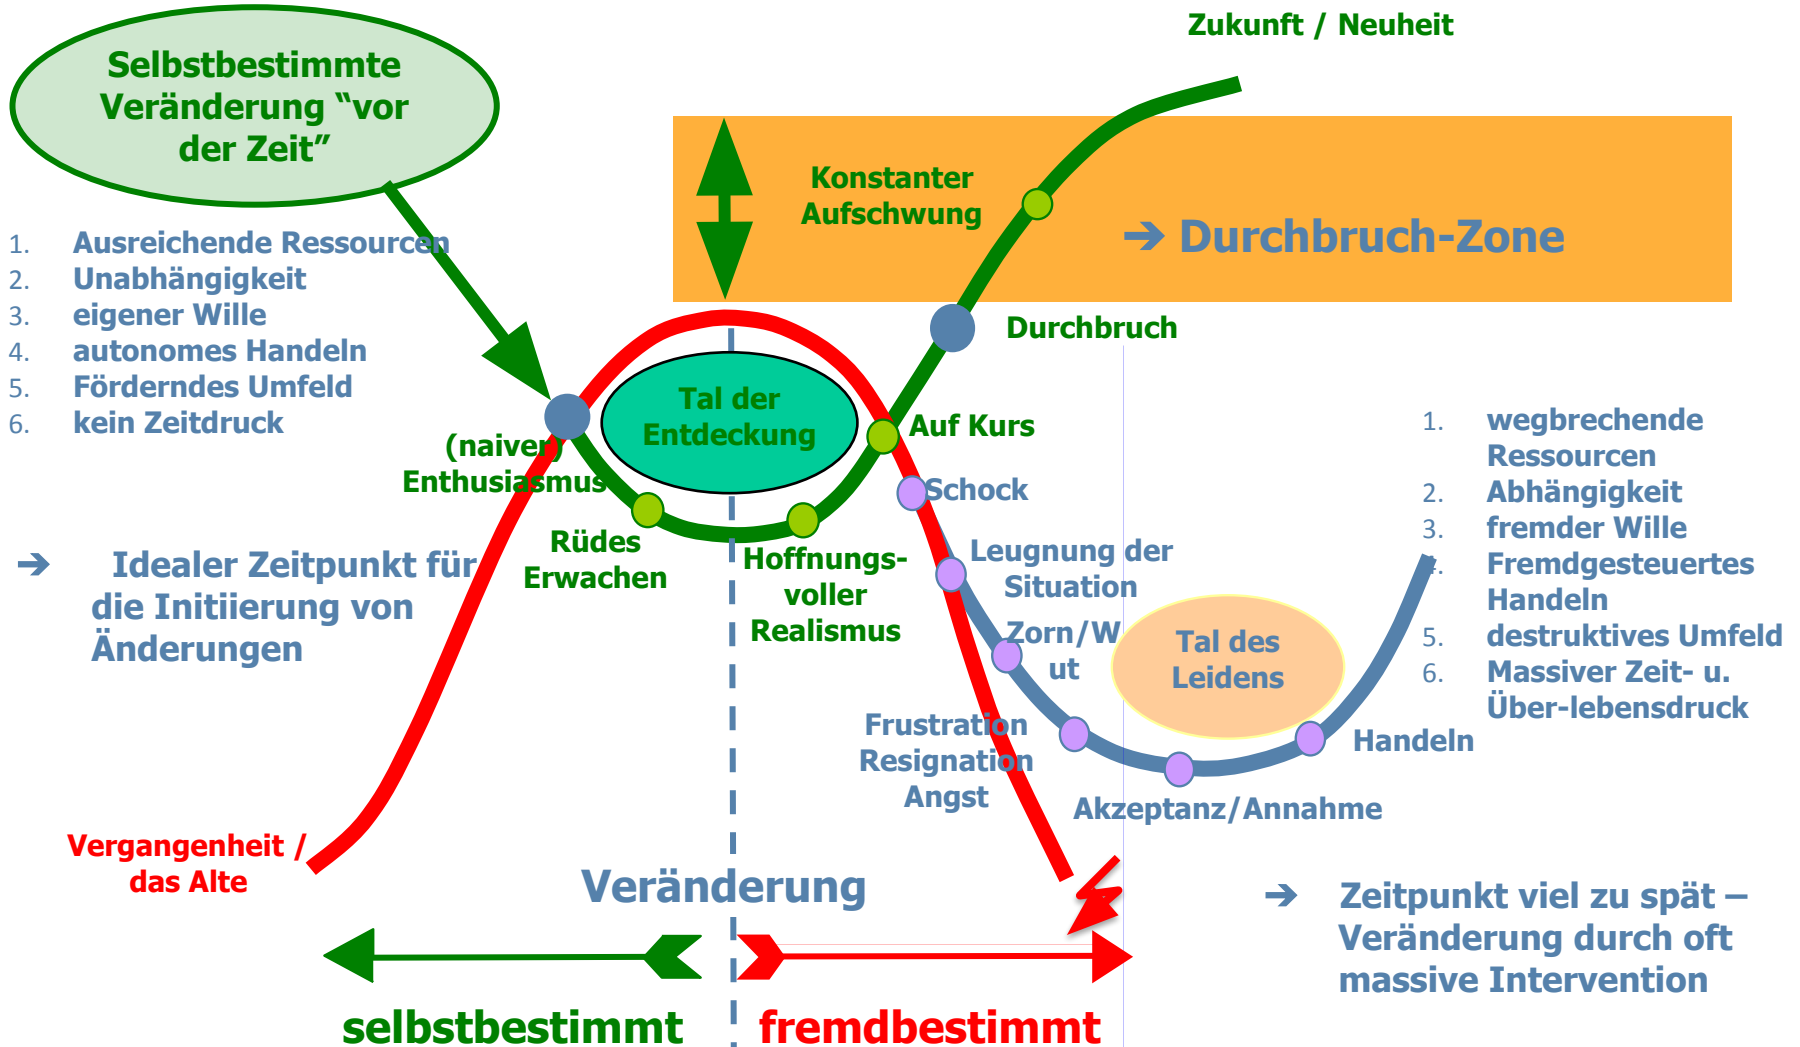 Zukunft / Neuheit
Selbstbestimmte
Veränderung “vor
der Zeit”
Konstanter
Aufschwung
➔ Durchbruch-Zone
1. Ausreichende Ressourcen
2. Unabhängigkeit
3. eigener Wille
4. autonomes Handeln
5. Förderndes Umfeld
6. kein Zeitdruck
Durchbruch
Tal der
Entdeckung
Auf Kurs
(naiver)
Enthusiasmus
Schock
Rüdes
Erwachen
Hoffnungs-
voller
Realismus
Leugnung der
Situation
Zorn/W
ut
Tal des
Leidens
1. wegbrechende
Ressourcen
2. Abhängigkeit
3. fremder Wille
4. Fremdgesteuertes
Handeln
5. destruktives Umfeld
6. Massiver Zeit- u.
Über-lebensdruck
➔ Idealer Zeitpunkt für
die Initiierung von
Änderungen
Frustration
Resignation
Angst
Handeln
Akzeptanz/Annahme
Vergangenheit /
das Alte
Veränderung
➔ Zeitpunkt viel zu spät –
Veränderung durch oft
massive Intervention
selbstbestimmt
fremdbestimmt